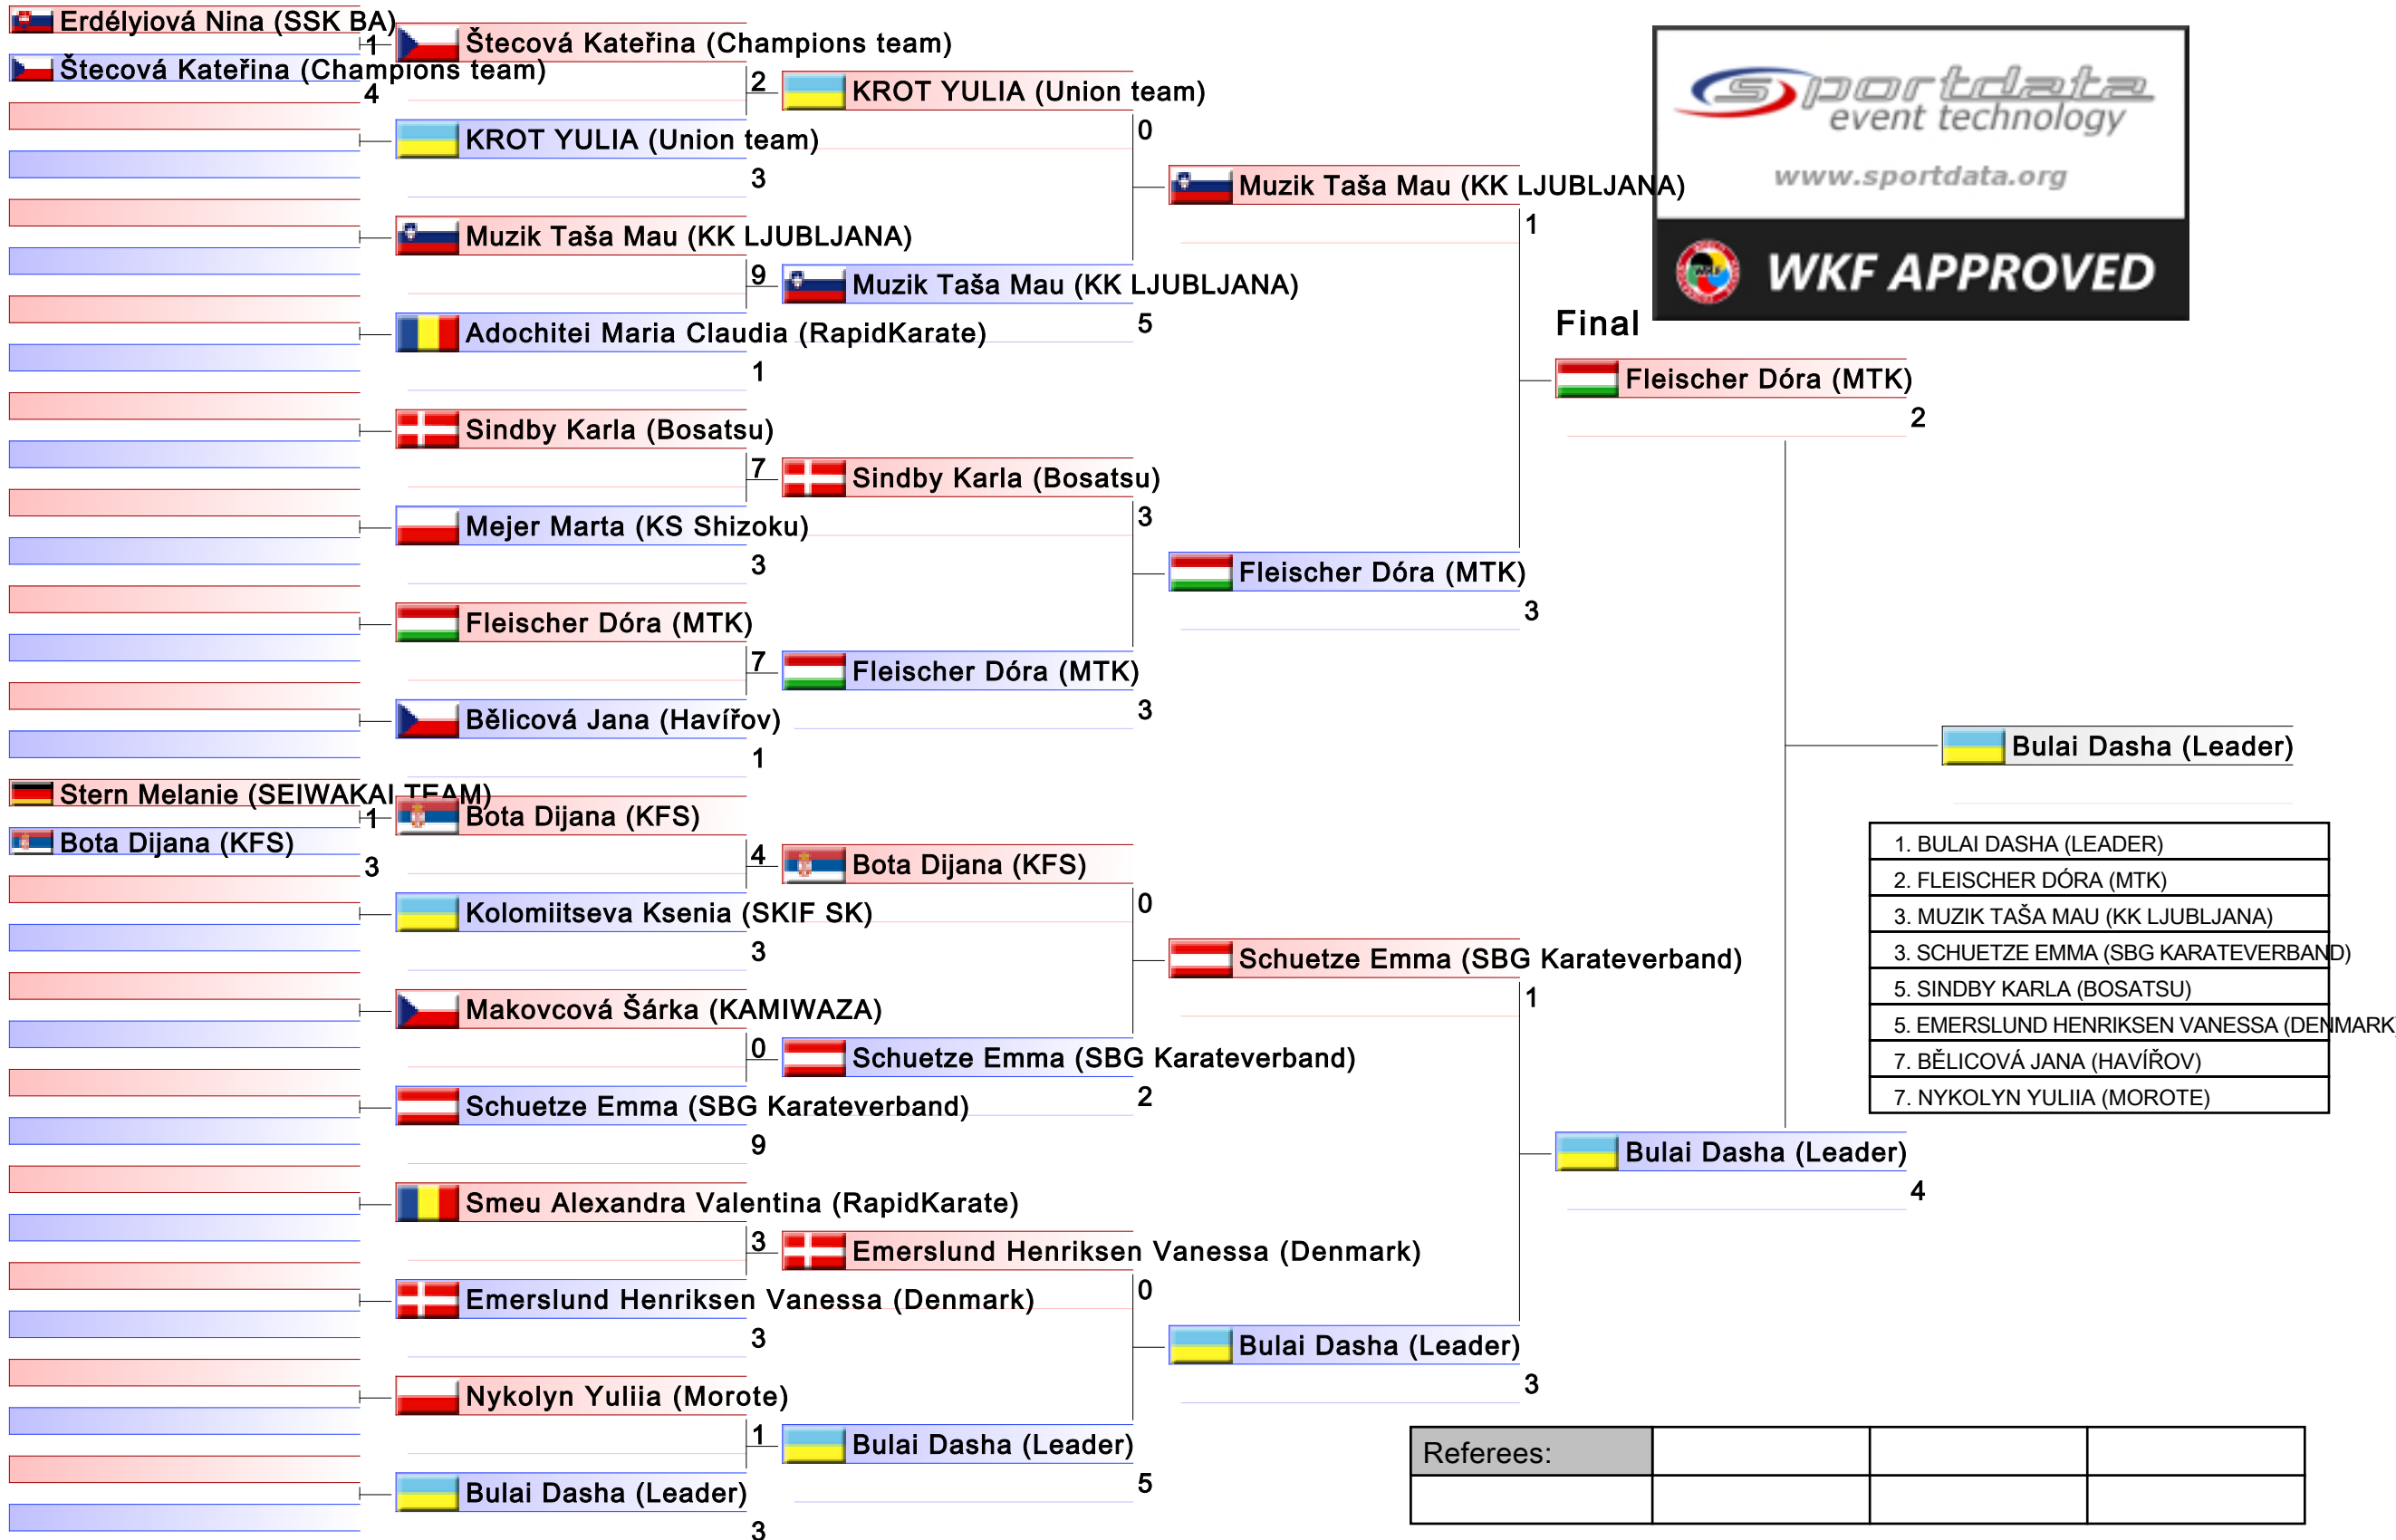 Erdélyiová Nina (SSK BA)
1
Štecová Kateřina (Champions team)
4
Stern Melanie (SEIWAKAI TEAM)
1
Bota Dijana (KFS)
3
Štecová Kateřina (Champions team)
2
KROT YULIA (Union team)
3
Muzik Taša Mau (KK LJUBLJANA)
9
Adochitei Maria Claudia (RapidKarate)
1
Sindby Karla (Bosatsu)
7
Mejer Marta (KS Shizoku)
3
Fleischer Dóra (MTK)
7
Bělicová Jana (Havířov)
1
Bota Dijana (KFS)
4
Kolomiitseva Ksenia (SKIF SK)
3
Makovcová Šárka (KAMIWAZA)
0
Schuetze Emma (SBG Karateverband)
9
Smeu Alexandra Valentina (RapidKarate)
3
Emerslund Henriksen Vanessa (Denmark)
3
Nykolyn Yuliia (Morote)
1
Bulai Dasha (Leader)
3
KROT YULIA (Union team)
0
Muzik Taša Mau (KK LJUBLJANA)
5
Sindby Karla (Bosatsu)
3
Fleischer Dóra (MTK)
3
Bota Dijana (KFS)
0
Schuetze Emma (SBG Karateverband)
2
Emerslund Henriksen Vanessa (Denmark)
0
Bulai Dasha (Leader)
5
Muzik Taša Mau (KK LJUBLJANA)
1
Fleischer Dóra (MTK)
3
Schuetze Emma (SBG Karateverband)
1
Bulai Dasha (Leader)
3
Final
Fleischer Dóra (MTK)
2
Bulai Dasha (Leader)
4
Bulai Dasha (Leader)
sportdata
event technology
www.sportdata.org
WKF
WKF APPROVED
1. BULAI DASHA (LEADER)
2. FLEISCHER DÓRA (MTK)
3. MUZIK TAŠA MAU (KK LJUBLJANA)
3. SCHUETZE EMMA (SBG KARATEVERBAND)
5. SINDBY KARLA (BOSATSU)
5. EMERSLUND HENRIKSEN VANESSA (DENMARK)
7. BĚLICOVÁ JANA (HAVÍŘOV)
7. NYKOLYN YULIIA (MOROTE)
Referees: